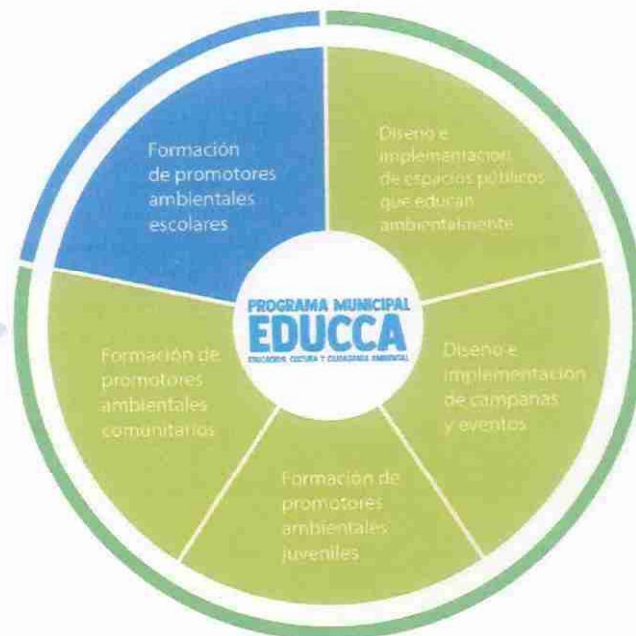 Formación
de promotores
ambientales
escolares
Diseño e
implementación
de espacios públicos
que educan
ambientalmente
PROGRAMA MUNICIPAL
EDUCCA
EDUCACIÓN, CULTURA Y CIUDADANÍA AMBIENTAL
Formación de
promotores
ambientales
comunitarios
Diseño e
implementación
de campañas
y eventos
Formación de
promotores
ambientales
juveniles